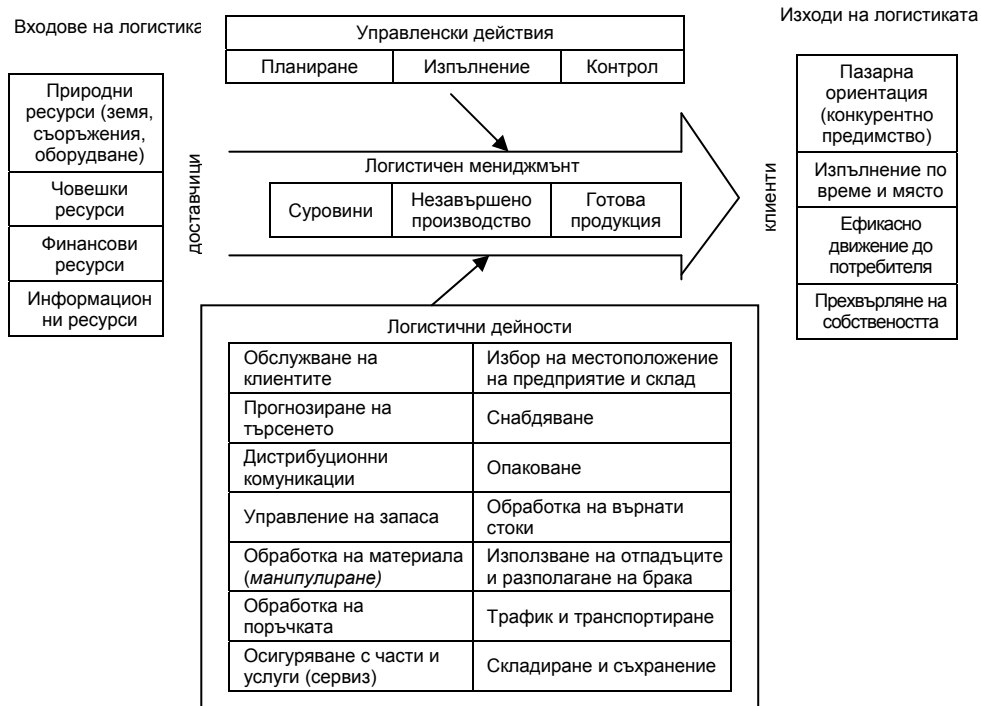 Входове на логистика
Природни
ресурси (земя,
съоръжения,
оборудване)
Човешки
ресурси
Финансови
ресурси
Информацион
ни ресурси
доставчици
Управленски действия
Планиране
Изпълнение
Контрол
Логистичен мениджмънт
Суровини
Незавършено
производство
Готова
продукция
клиенти
Изходи на логистиката
Пазарна
ориентация
(конкурентно
предимство)
Изпълнение по
време и място
Ефикасно
движение до
потребителя
Прехвърляне на
собствеността
Логистични дейности
Обслужване на
клиентите
Избор на местоположение
на предприятие и склад
Прогнозиране на
търсенето
Снабдяване
Дистрибуционни
комуникации
Опаковане
Управление на запаса
Обработка на върнати
стоки
Обработка на материала
(манипулиране)
Използване на отпадъците
и разполагане на брака
Обработка на
поръчката
Трафик и транспортиране
Осигуряване с части и
услуги (сервиз)
Складиране и съхранение